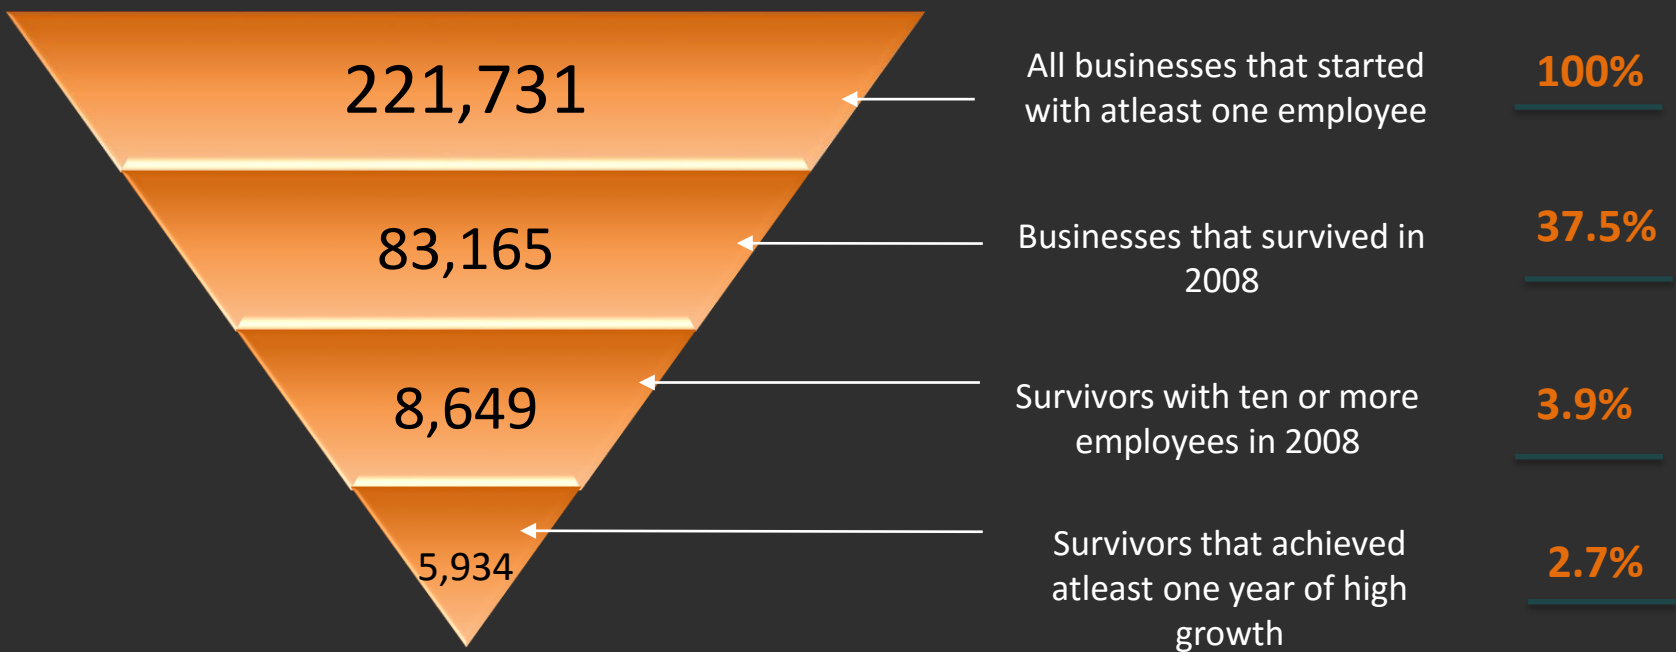 221,731
All businesses that started
with atleast one employee
100%
83,165
Businesses that survived in
2008
37.5%
8,649
Survivors with ten or more
employees in 2008
3.9%
5,934
Survivors that achieved
atleast one year of high
growth
2.7%